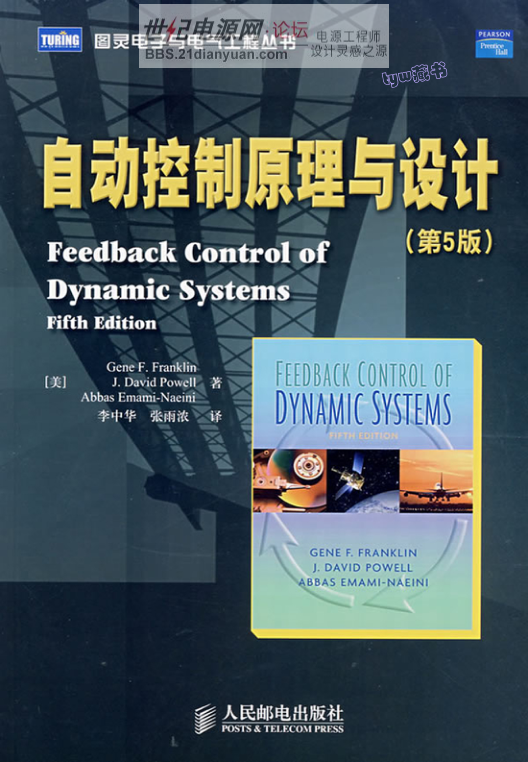 TURING
图灵电子与电气工程丛书
世纪电源网·论坛
BBS.21dianyuan.com
电源工程师
设计灵感之源
PEARSON
Prentice
Hall
tyw藏书
自动控制原理与设计
(第5版)
Feedback Control of
Dynamic Systems
Fifth Edition
Gene F. Franklin
[美] J. David Powell 著
Abbas Emami-Naeini
李中华 张雨浓 译
FEEDBACK CONTROL OF
DYNAMIC SYSTEMS
FIFTH EDITION
GENE F. FRANKLIN
J. DAVID POWELL
ABBAS EMAMI-NAEINI
人民邮电出版社
POSTS & TELECOM PRESS